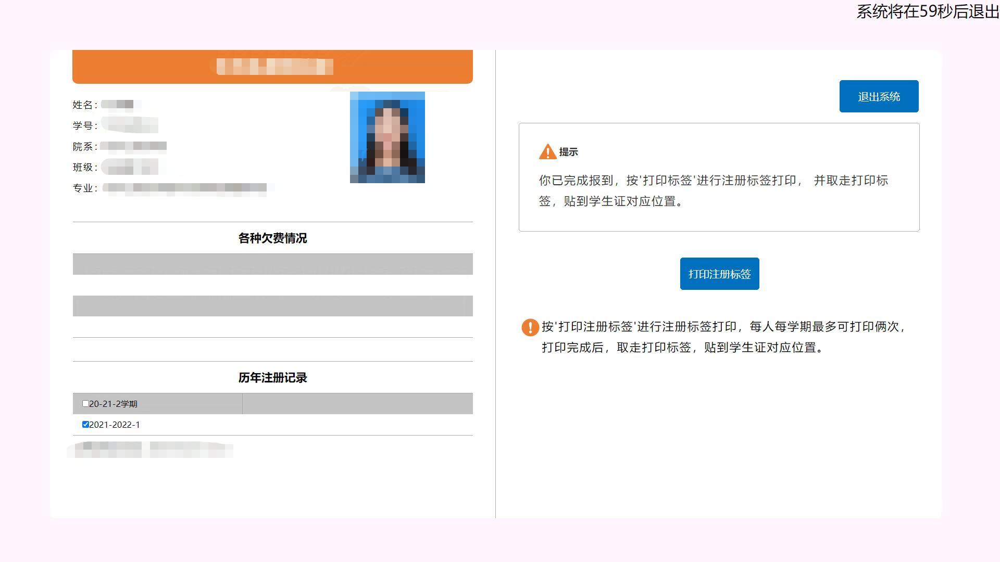 系统将在59秒后退出
姓名：
学号：
院系：
班级：
专业：
各种欠费情况
历年注册记录
20-21-2学期
2021-2022-1
退出系统
提示
你已完成报到，按'打印标签'进行注册标签打印， 并取走打印标
签，贴到学生证对应位置。
打印注册标签
按'打印注册标签'进行注册标签打印，每人每学期最多可打印俩次，
打印完成后，取走打印标签，贴到学生证对应位置。